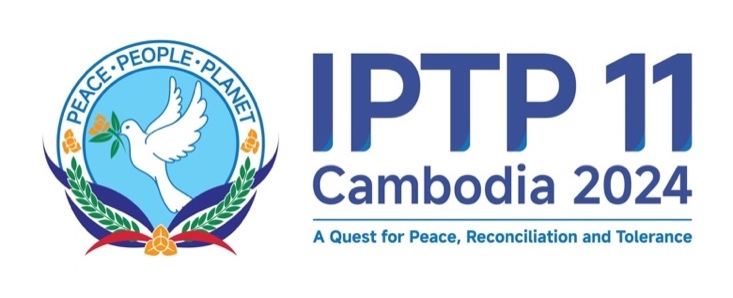 PEACE·PEOPLE·PLANET
IPTP 11
Cambodia 2024
A Quest for Peace, Reconciliation and Tolerance